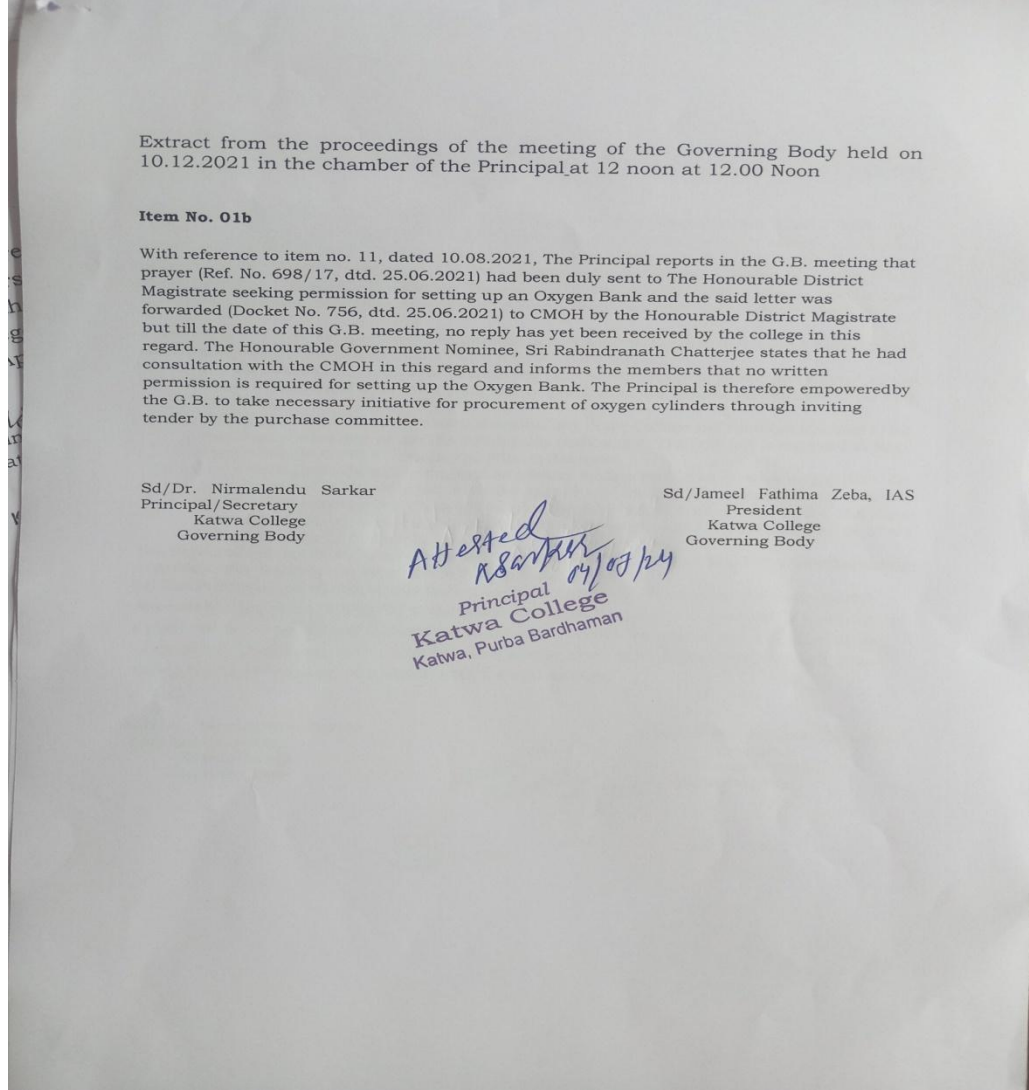 Extract from the proceedings of the meeting of the Governing Body held on
10.12.2021 in the chamber of the Principal at 12 noon at 12.00 Noon
Item No. 01b
With reference to item no. 11, dated 10.08.2021, The Principal reports in the G.B. meeting that
prayer (Ref. No. 698/17, dtd. 25.06.2021) had been duly sent to The Honourable District
Magistrate seeking permission for setting up an Oxygen Bank and the said letter was
forwarded (Docket No. 756, dtd. 25.06.2021) to CMOH by the Honourable District Magistrate
but till the date of this G.B. meeting, no reply has yet been received by the college in this
regard. The Honourable Government Nominee, Sri Rabindranath Chatterjee states that he had
consultation with the CMOH in this regard and informs the members that no written
permission is required for setting up the Oxygen Bank. The Principal is therefore empoweredby
the G.B. to take necessary initiative for procurement of oxygen cylinders through inviting
tender by the purchase committee.
Sd/Dr. Nirmalendu Sarkar
Principal/Secretary
Katwa College
Governing Body
Sd/Jameel Fathima Zeba, IAS
President
Katwa College
Governing Body
Attested
Principal
Katwa College
Katwa, Purba Bardhaman